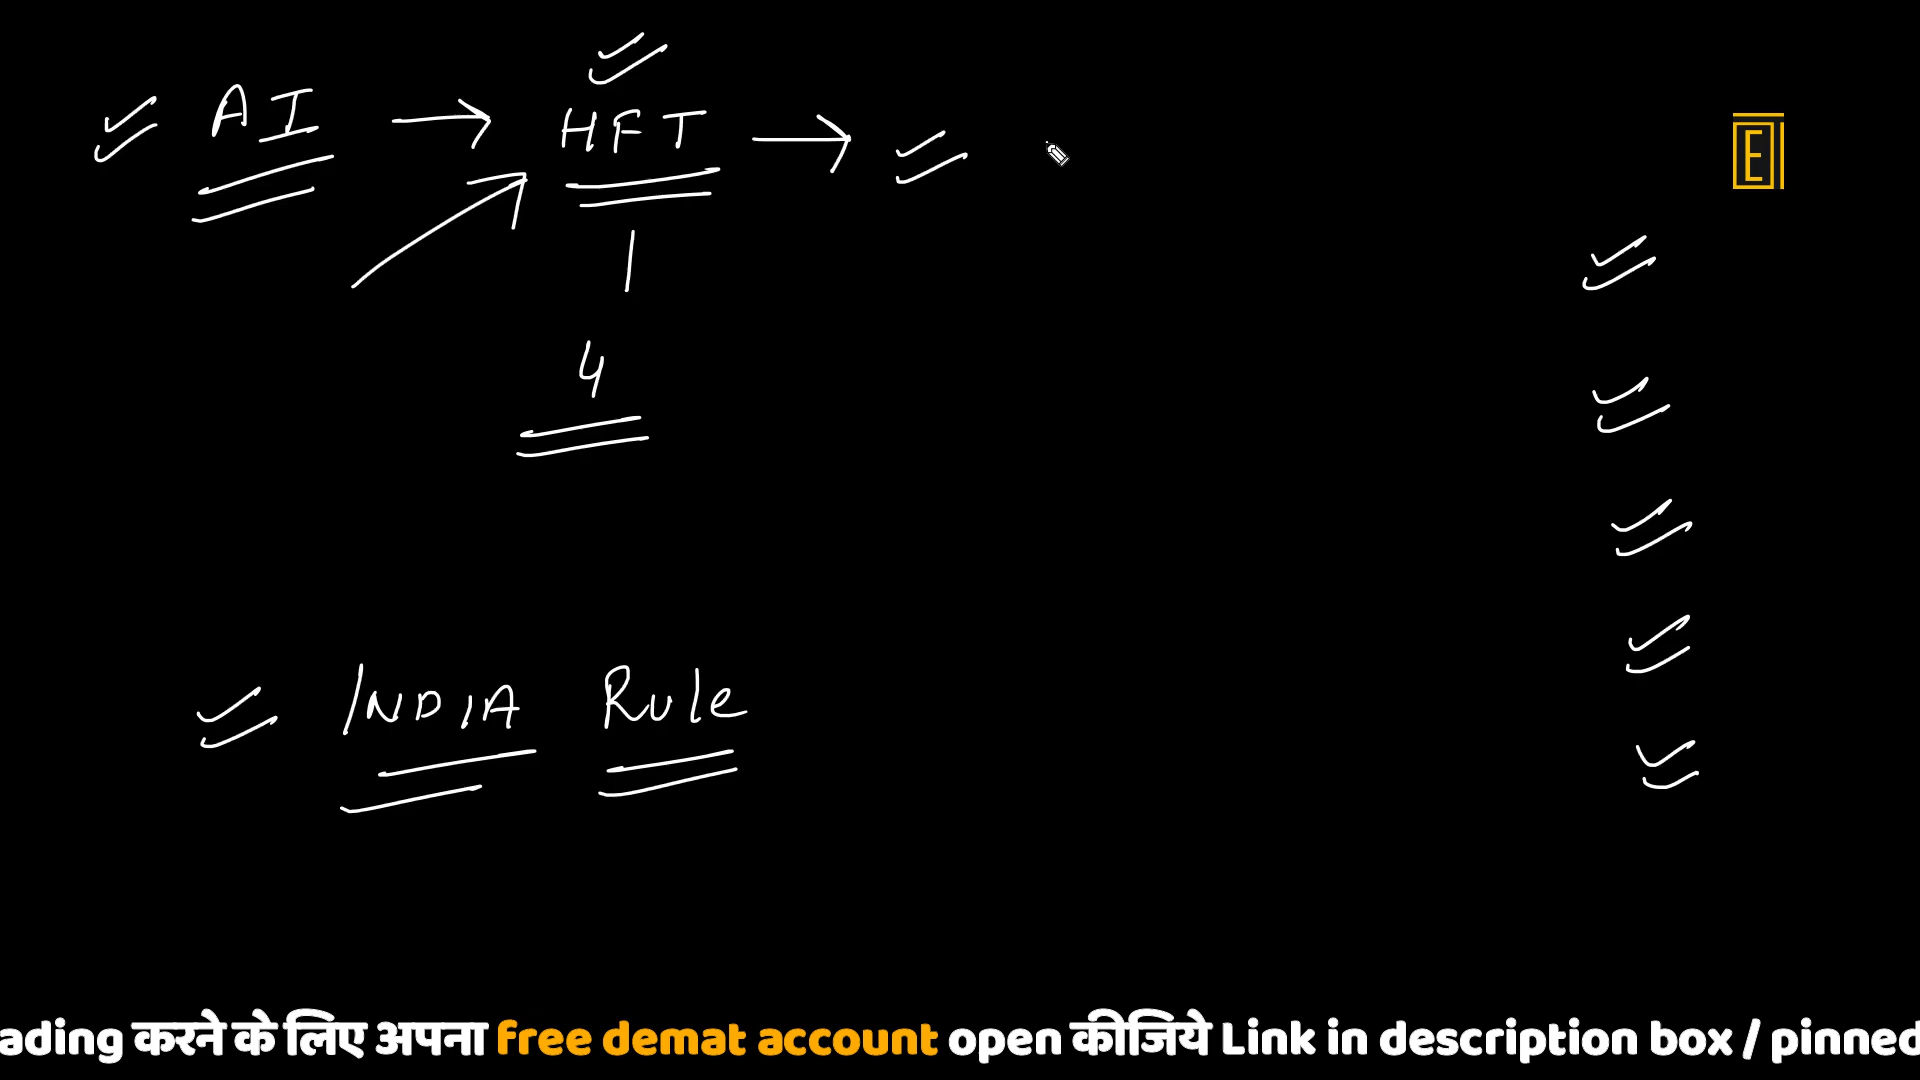 AI → HFT →
E
4
INDIA Rule
ading करने के लिए अपना free demat account open कीजिये Link in description box / pinned